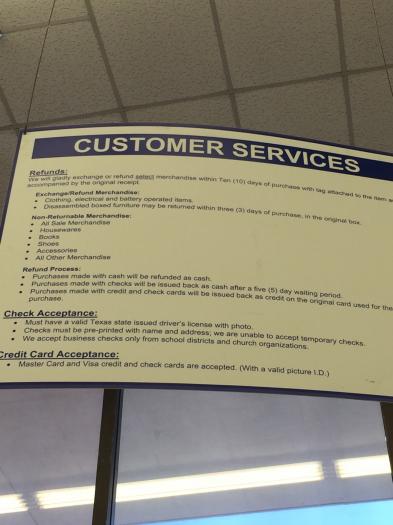 CUSTOMER SERVICES
Refunds:
We will gladly exchange or refund select merchandise within Ten (10) days of purchase with tag attached to the item
accompanied by the original receipt.
Exchange/Refund Merchandise:
• Clothing, electrical and battery operated items.
• Disassembled boxed furniture may be returned within three (3) days of purchase, in the original box.
Non-Returnable Merchandise:
• All Sale Merchandise
• Housewares
• Books
• Shoes
• Accessories
• All Other Merchandise
Refund Process:
• Purchases made with cash will be refunded as cash.
• Purchases made with checks will be issued back as cash after a five (5) day waiting period.
• Purchases made with credit and check cards will be issued back as credit on the original card used for the
purchase.
Check Acceptance:
• Must have a valid Texas state issued driver's license with photo.
• Checks must be pre-printed with name and address; we are unable to accept temporary checks.
• We accept business checks only from school districts and church organizations.
Credit Card Acceptance:
• Master Card and Visa credit and check cards are accepted. (With a valid picture I.D.)